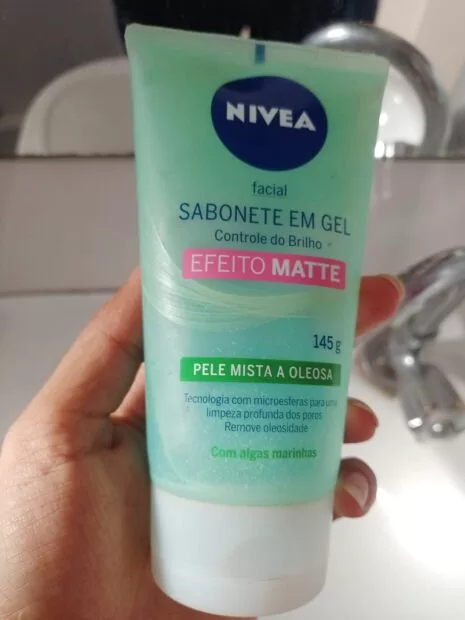 NIVEA
facial
SABONETE EM GEL
Controle do Brilho
EFEITO MATTE
145 g
PELE MISTA A OLEOSA
Tecnologia com microesferas para uma
limpeza profunda dos poros
Remove oleosidade
Com algas marinhas